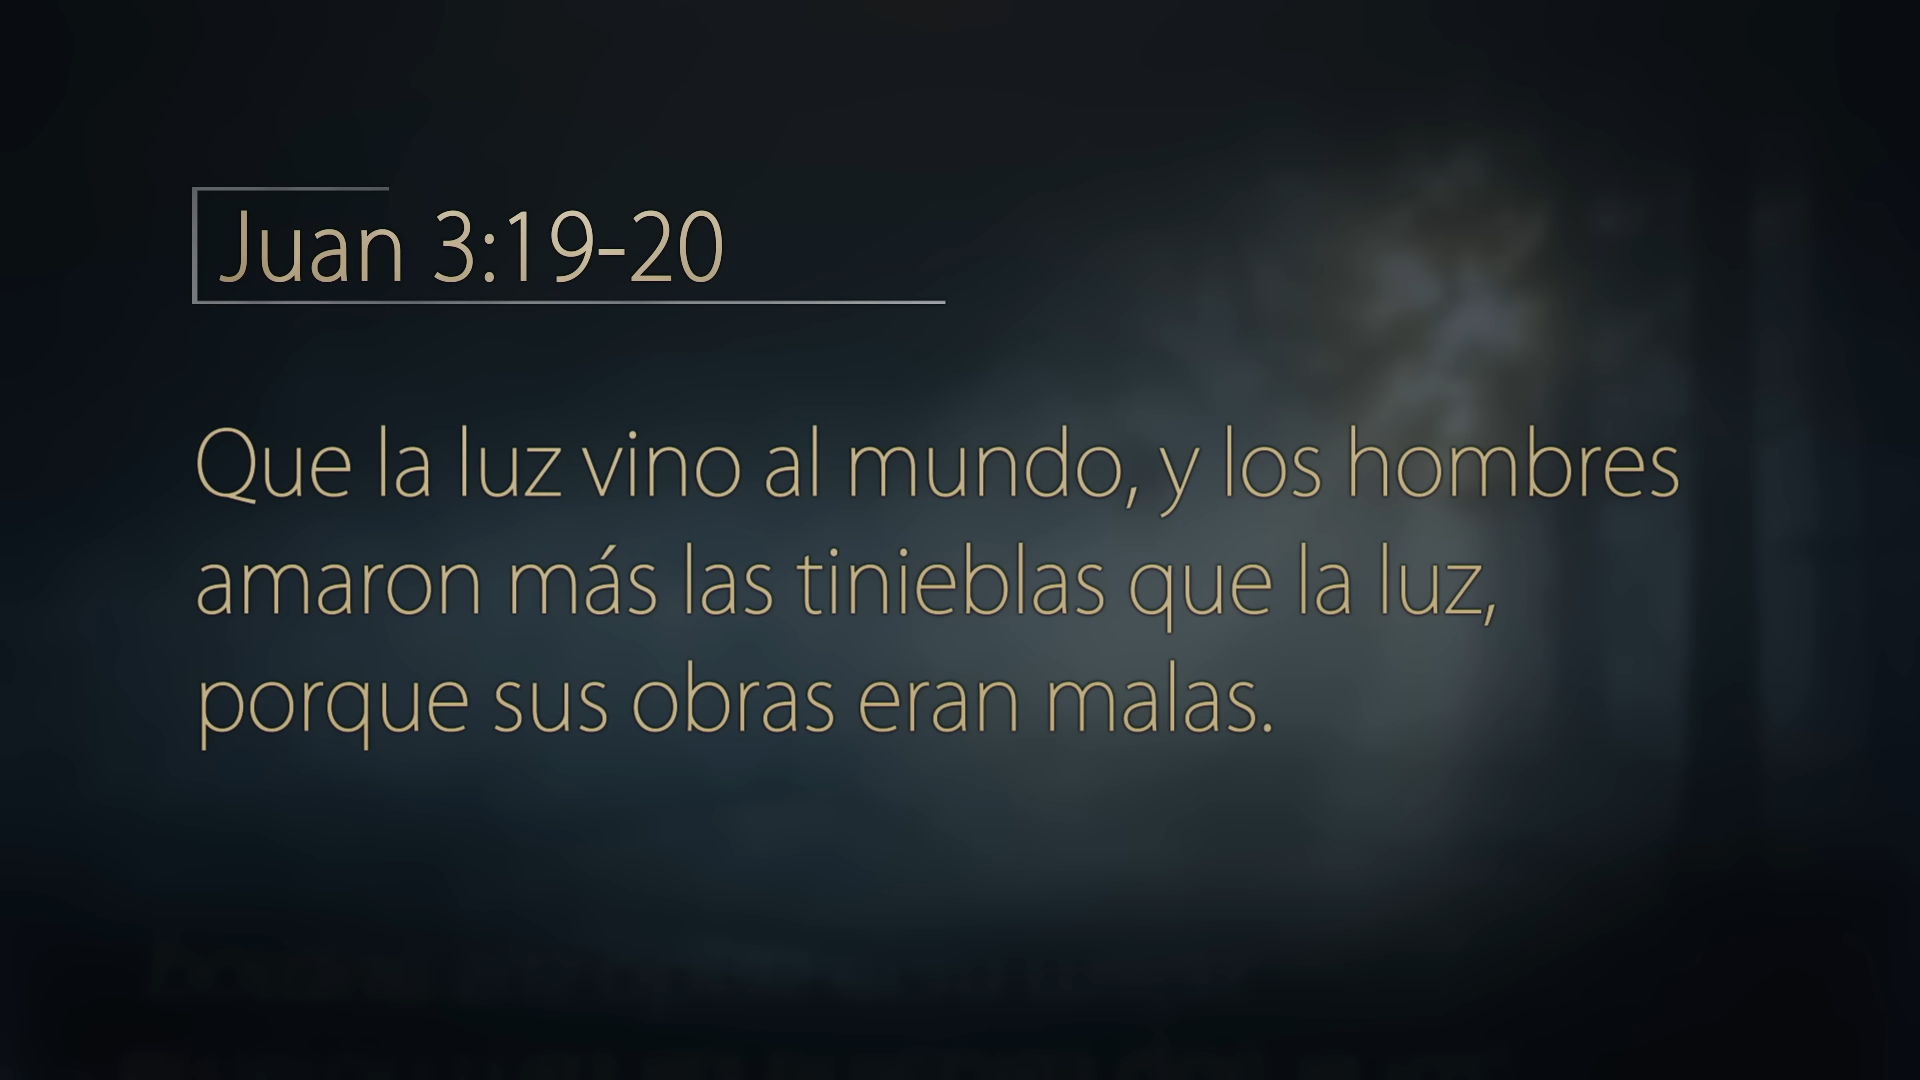 Juan 3:19-20
Que la luz vino al mundo, y los hombres
amaron más las tinieblas que la luz,
porque sus obras eran malas.